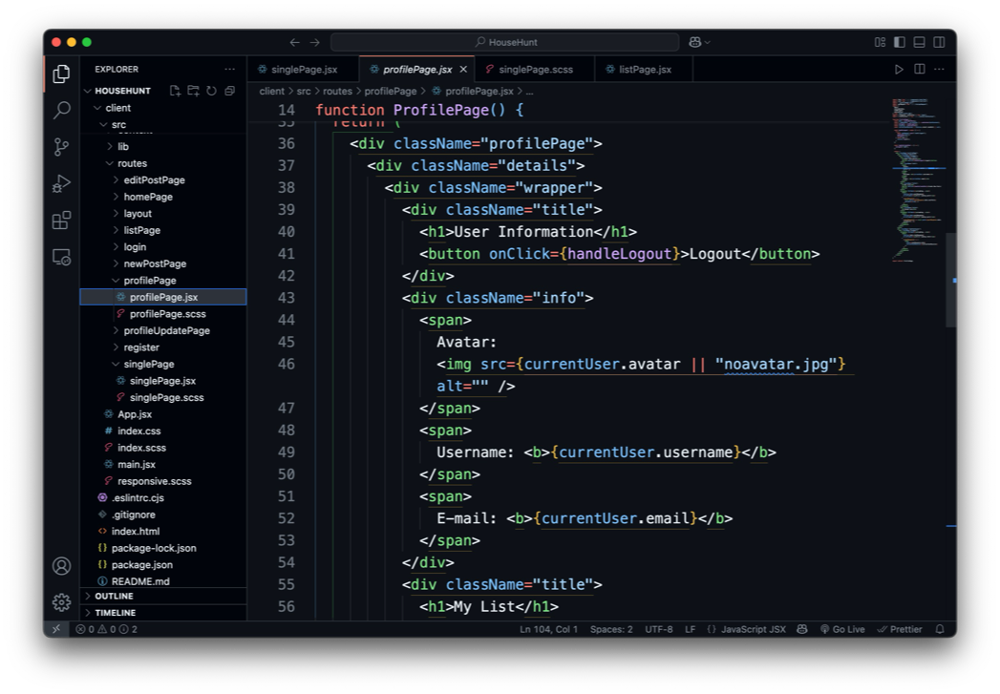 HouseHunt
EXPLORER
HOUSEHUNT
client
src
lib
routes
editPostPage
homePage
layout
listPage
login
newPostPage
profilePage
profilePage.jsx
profilePage.scss
profileUpdatePage
register
singlePage
singlePage.jsx
singlePage.scss
App.jsx
index.css
index.scss
main.jsx
responsive.scss
.eslintrc.cjs
.gitignore
index.html
package-lock.json
package.json
README.md
OUTLINE
TIMELINE
singlePage.jsx profilePage.jsx singlePage.scss listPage.jsx
client > src > routes > profilePage > profilePage.jsx > ...
14 function ProfilePage() {
35 return (
36 <div className="profilePage">
37 <div className="details">
38 <div className="wrapper">
39 <div className="title">
40 <h1>User Information</h1>
41 <button onClick={handleLogout}>Logout</button>
42 </div>
43 <div className="info">
44 <span>
45 Avatar:
46 <img src={currentUser.avatar || "noavatar.jpg"}
alt="" />
47 </span>
48 <span>
49 Username: <b>{currentUser.username}</b>
50 </span>
51 <span>
52 E-mail: <b>{currentUser.email}</b>
53 </span>
54 </div>
55 <div className="title">
56 <h1>My List</h1>
0 0 2 Ln 104, Col 1 Spaces: 2 UTF-8 LF {} JavaScript JSX Go Live Prettier